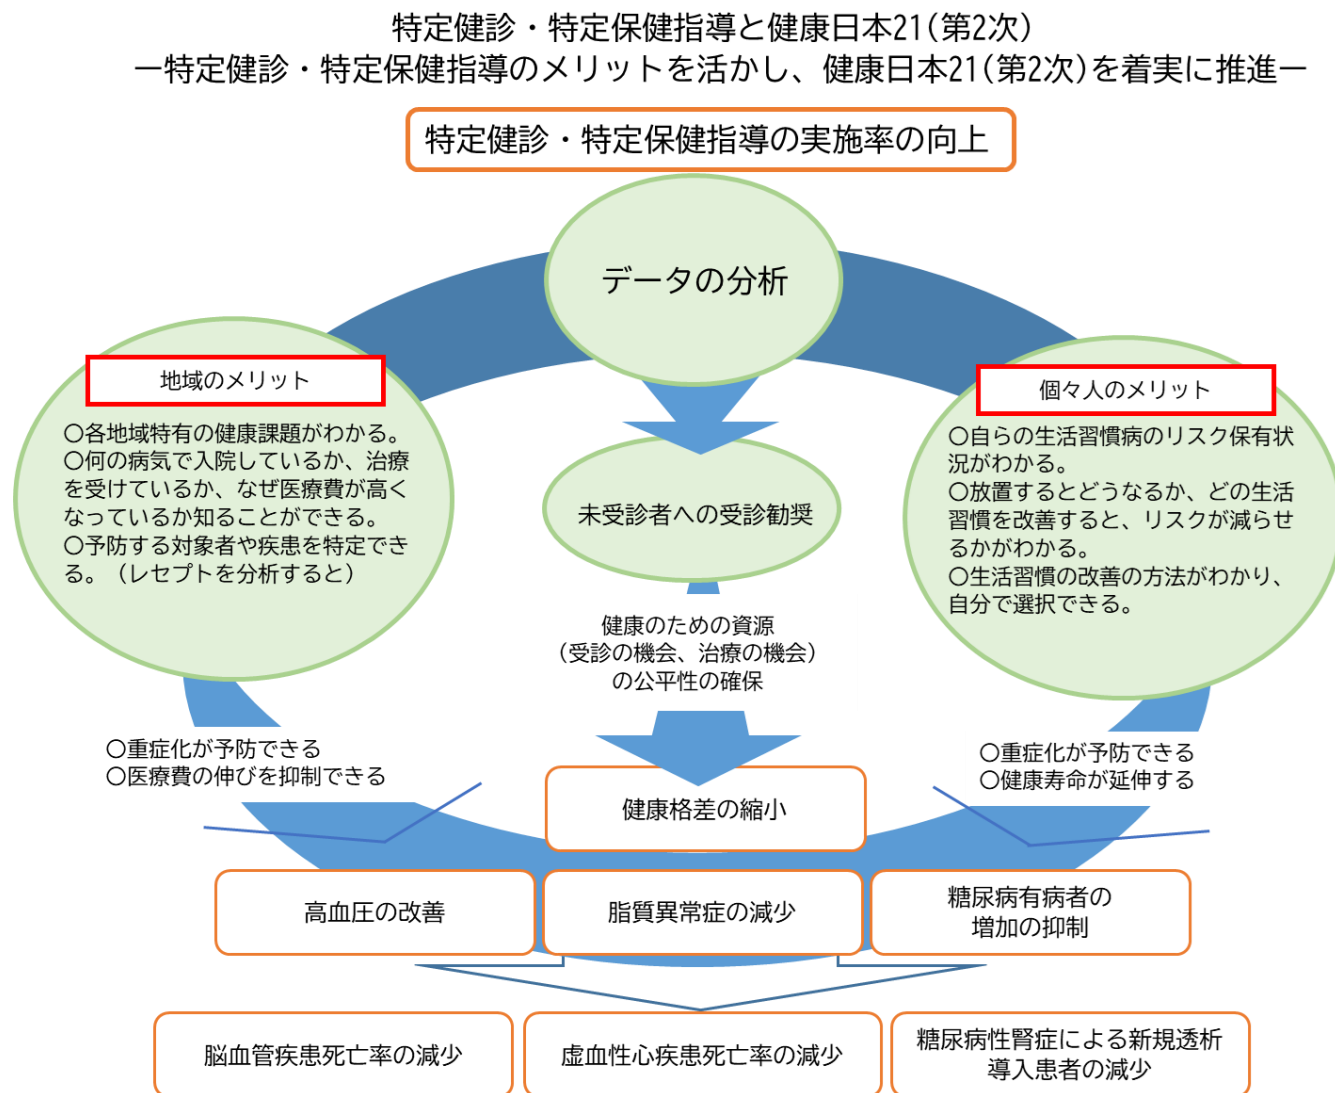 特定健診・特定保健指導と健康日本21(第2次)
ー特定健診・特定保健指導のメリットを活かし、健康日本21(第2次)を着実に推進ー
特定健診・特定保健指導の実施率の向上
データの分析
地域のメリット
〇各地域特有の健康課題がわかる。
〇何の病気で入院しているか、治療
を受けているか、なぜ医療費が高く
なっているか知ることができる。
〇予防する対象者や疾患を特定でき
る。（レセプトを分析すると）
未受診者への受診勧奨
個々人のメリット
〇自らの生活習慣病のリスク保有状
況がわかる。
〇放置するとどうなるか、どの生活
習慣を改善すると、リスクが減らせ
るかがわかる。
〇生活習慣の改善の方法がわかり、
自分で選択できる。
健康のための資源
（受診の機会、治療の機会）
の公平性の確保
〇重症化が予防できる
〇医療費の伸びを抑制できる
〇重症化が予防できる
〇健康寿命が延伸する
健康格差の縮小
高血圧の改善
脂質異常症の減少
糖尿病有病者の
増加の抑制
脳血管疾患死亡率の減少
虚血性心疾患死亡率の減少
糖尿病性腎症による新規透析
導入患者の減少